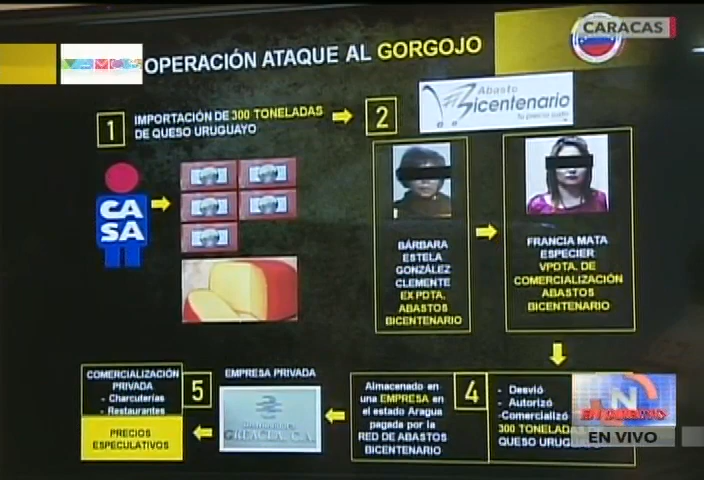 CARACAS
OPERACIÓN ATAQUE AL GORGOJO
1
IMPORTACIÓN DE 300 TONELADAS
DE QUESO URUGUAYO
2
Abasto
Bicentenario
CA
SA
BÁRBARA
ESTELA
GONZÁLEZ
CLEMENTE
EX PDTA.
ABASTOS
BICENTENARIO
FRANCIA MATA
ESPECIER
VPDTA. DE
COMERCIALIZACIÓN
ABASTOS
BICENTENARIO
COMERCIALIZACIÓN
PRIVADA
- Charcuterías
- Restaurantes
PRECIOS
ESPECULATIVOS
5
EMPRESA PRIVADA
GREACLA, C.A.
Almacenado en
una EMPRESA en
el estado Aragua
pagada por la
RED DE ABASTOS
BICENTENARIO
4
- Desvió
- Autorizó
-Comercializó
300 TONELADAS DE
QUESO URUGUAYO
N
EN VIVO